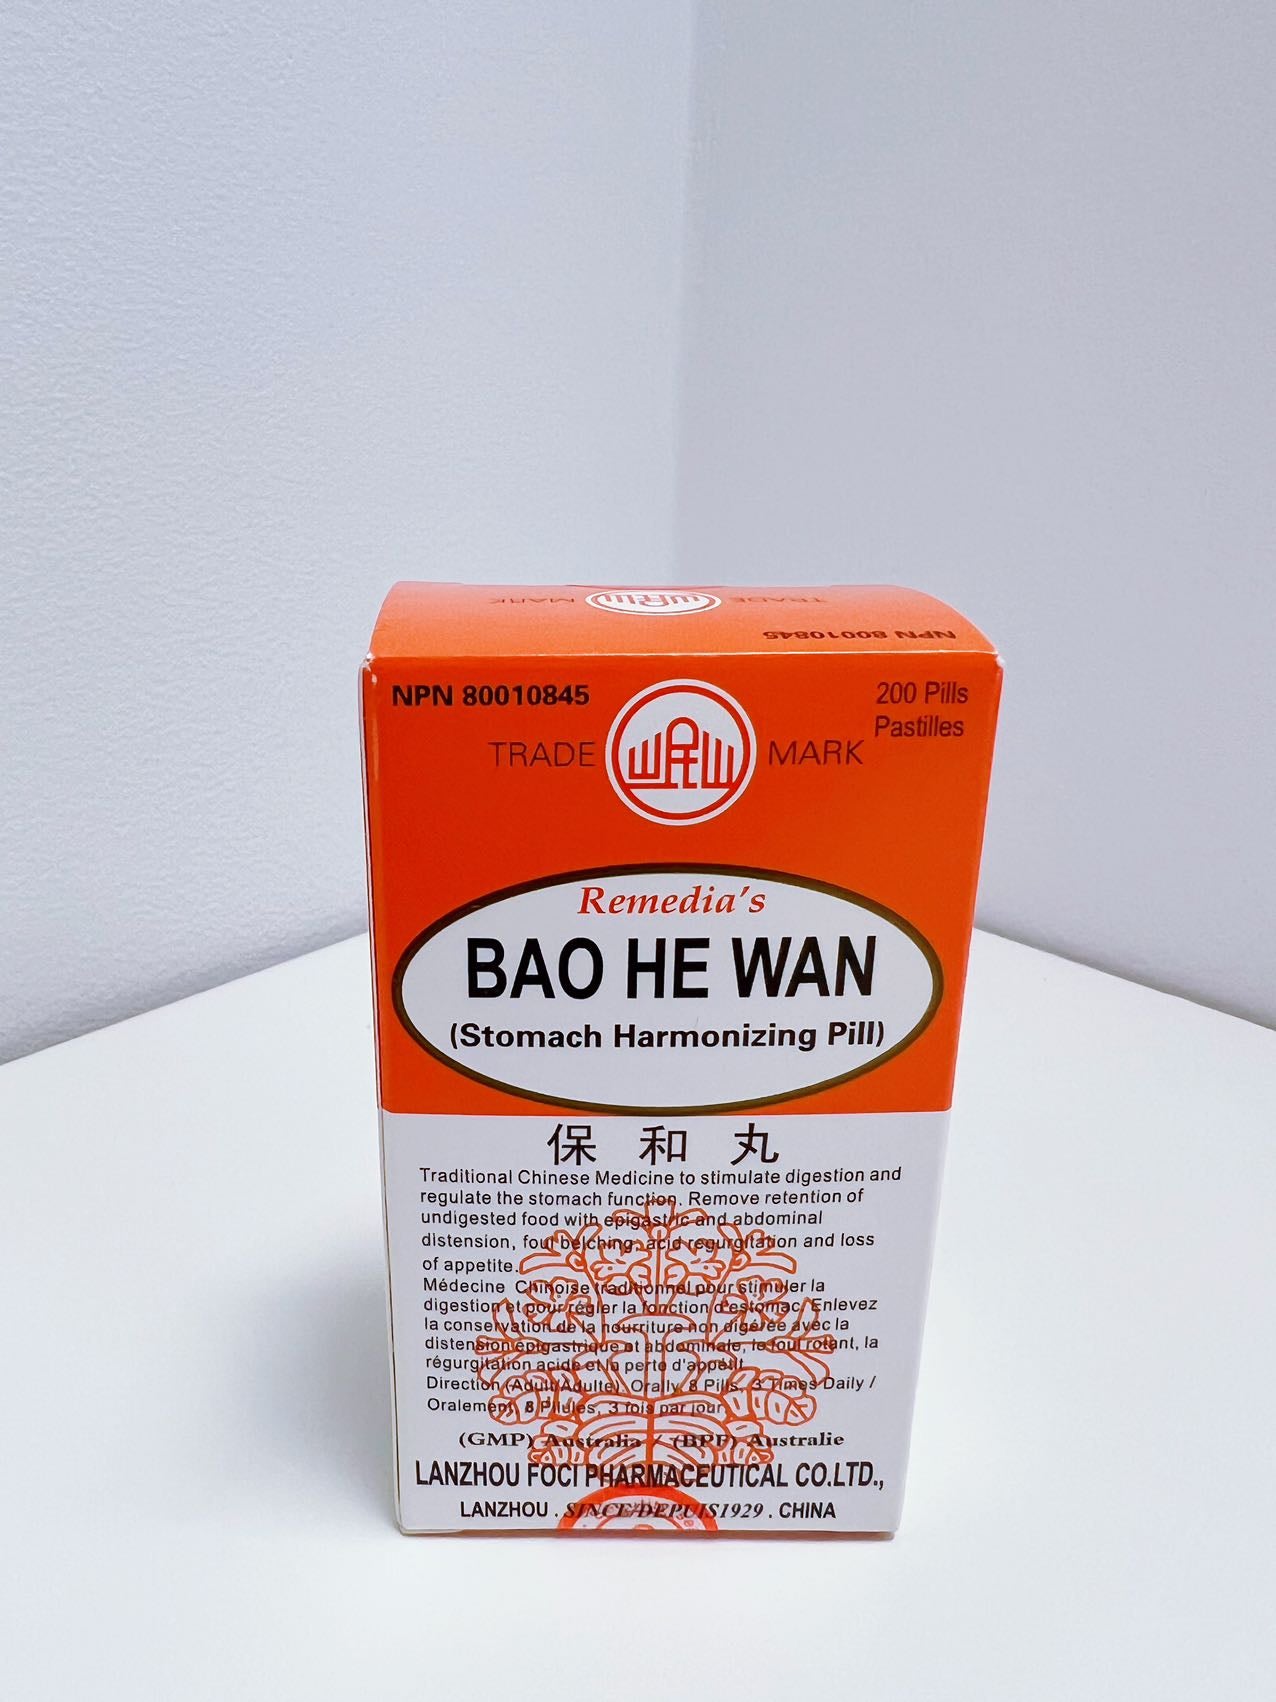 TRADE MARK
NPN 80010845
NPN 80010845
200 Pills
Pastilles
TRADE MARK
Remedia's
BAO HE WAN
(Stomach Harmonizing Pill)
保和丸
Traditional Chinese Medicine to stimulate digestion and
regulate the stomach function. Remove retention of
undigested food with epigastric and abdominal
distension, foul belching, acid regurgitation and loss
of appetite.
Médecine Chinoise traditionnel pour stimuler la
digestion et pour régler la fonction d'estomac. Enlevez
la conservation de la nourriture non digérée avec la
distension épigastrique et abdominale, le foul rotant, la
régurgitation acide et la perte d'appétit.
Direction (Adult/Adulte). Orally, 8 Pills, 3 Times Daily /
Oralement, 8 Pilules, 3 fois par jour.
(GMP) Australia / (BPF) Australie
LANZHOU FOCI PHARMACEUTICAL CO.LTD.,
LANZHOU . SINCE/DEPUIS1929 . CHINA